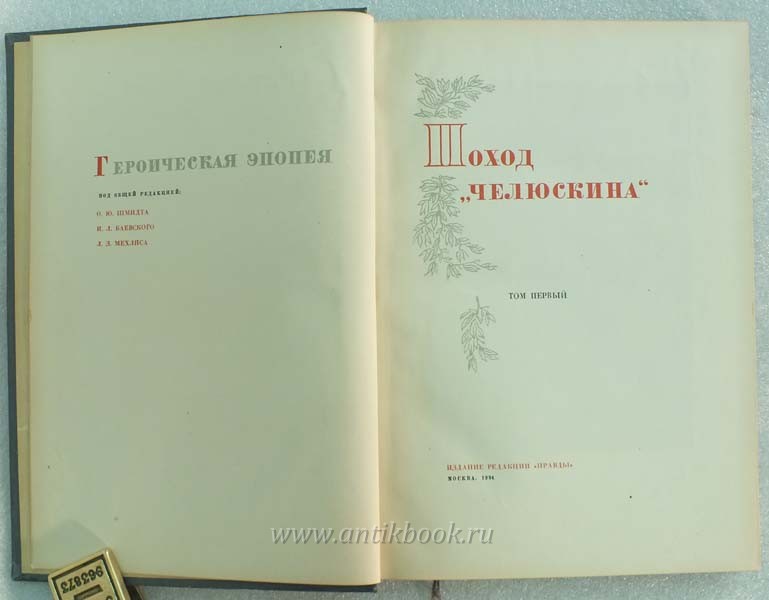 ГЕРОИЧЕСКАЯ ЭПОПЕЯ
ПОД ОБЩЕЙ РЕДАКЦИЕЙ:
О. Ю. ШМИДТА
И. Л. БАЕВСКОГО
Л. З. МЕХЛИСА
ПОХОД
„ЧЕЛЮСКИНА“
ТОМ ПЕРВЫЙ
ИЗДАНИЕ РЕДАКЦИИ «ПРАВДЫ»
МОСКВА. 1934
www.antikbook.ru
963873